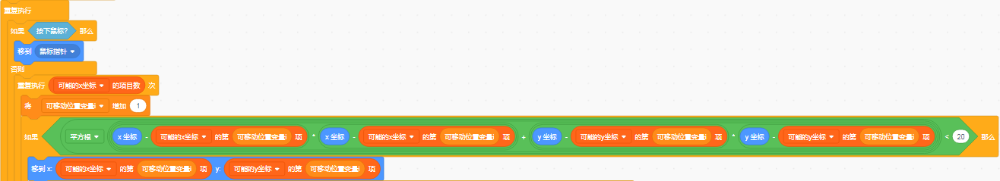 重复执行
如果 按下鼠标? 那么
移到 鼠标指针
否则
重复执行 可能的x坐标 的项目数 次
将 可移动位置变量i 增加 1
如果 平方根 x 坐标 - 可能的x坐标 的第 可移动位置变量i 项 * x 坐标 - 可能的x坐标 的第 可移动位置变量i 项 + y 坐标 - 可能的y坐标 的第 可移动位置变量i 项 * y 坐标 - 可能的y坐标 的第 可移动位置变量i 项 < 20 那么
移到 x: 可能的x坐标 的第 可移动位置变量i 项 y: 可能的y坐标 的第 可移动位置变量i 项